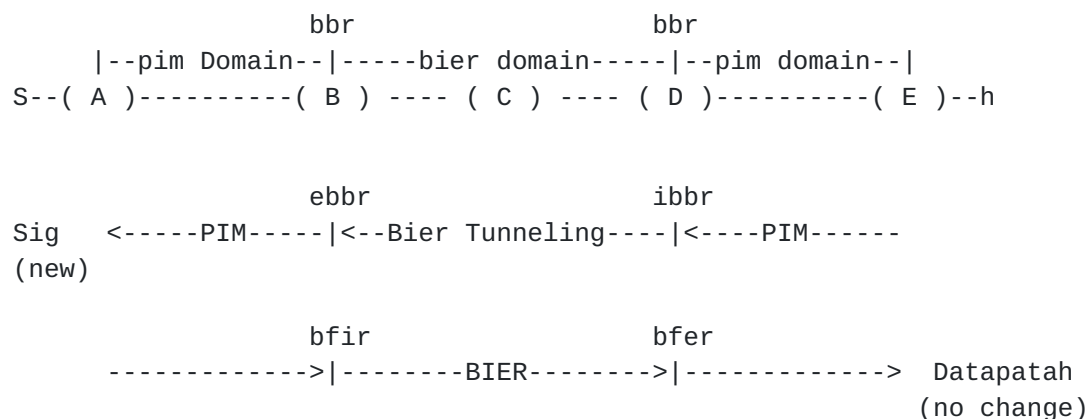 bbr bbr
|--pim Domain--|-----bier domain-----|--pim domain--|
S--( A )----------( B ) ---- ( C ) ---- ( D )----------( E )--h
ebbr ibbr
Sig <-----PIM-----|<--Bier Tunneling----|<----PIM------
(new)
bfir bfer
------------->|--------BIER-------->|-------------> Datapatah
(no change)